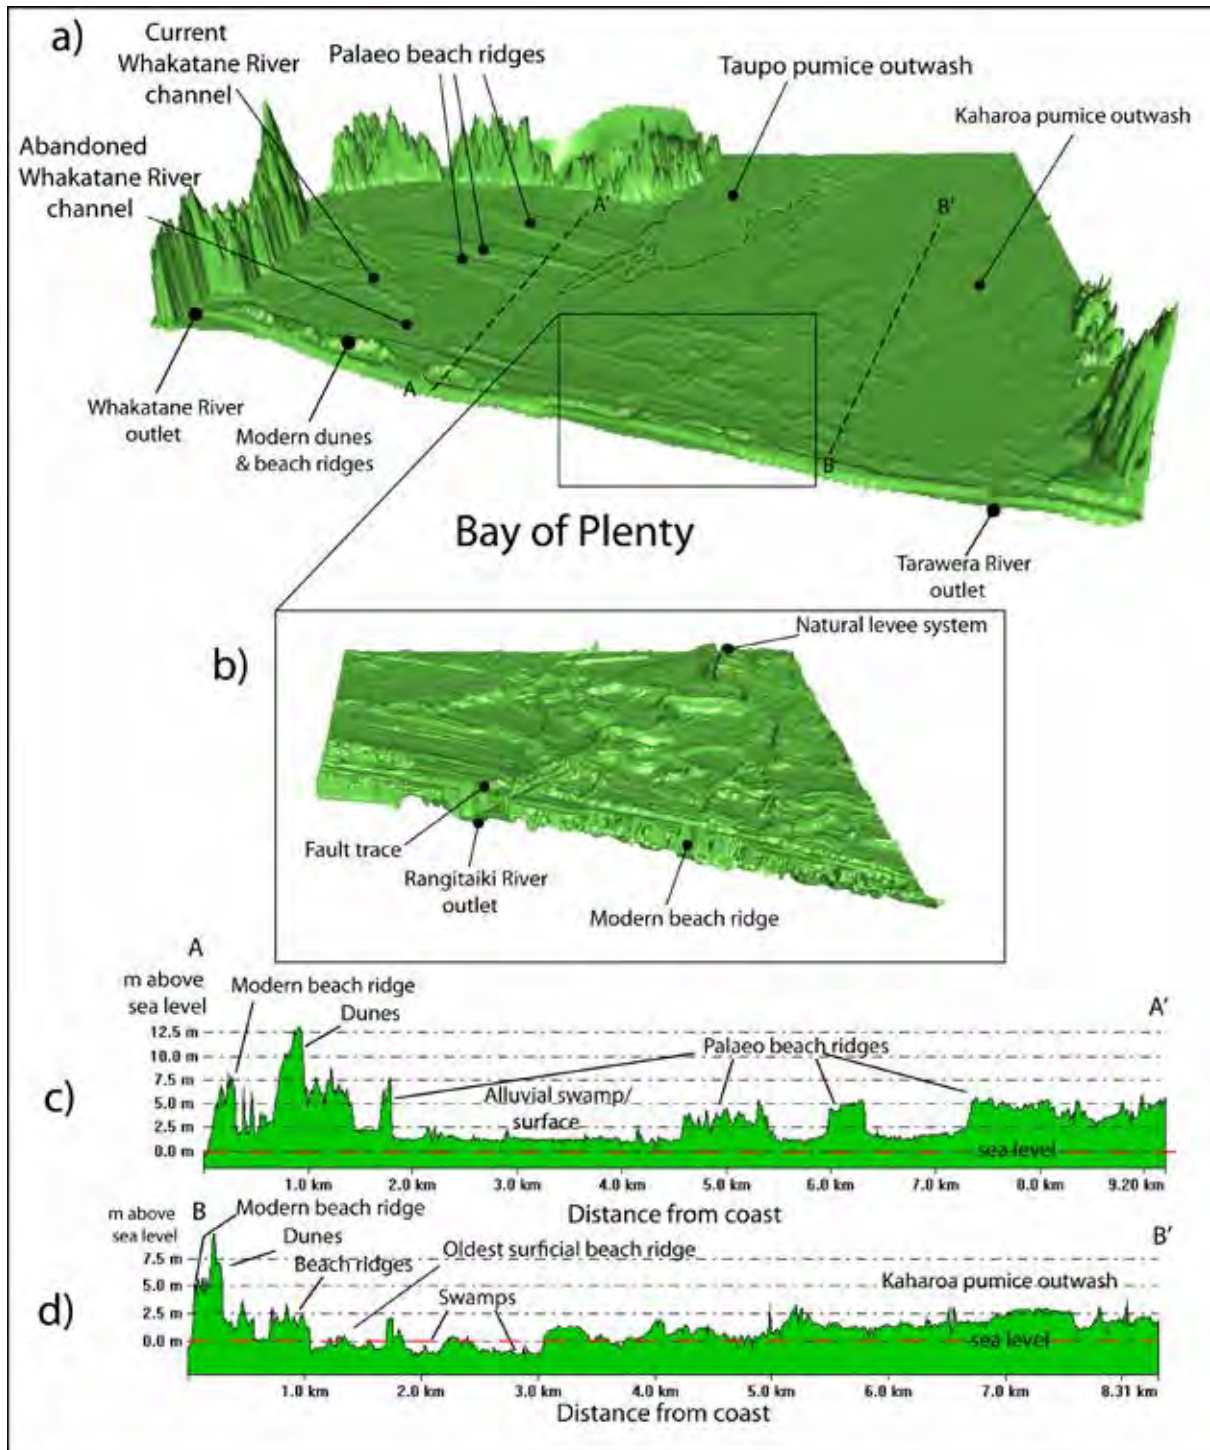 a)
Current
Whakatane River
channel
Palaeo beach ridges
Taupo pumice outwash
Kaharoa pumice outwash
Abandoned
Whakatane River
channel
A'
B'
A
B
Whakatane River
outlet
Modern dunes
& beach ridges
Bay of Plenty
Tarawera River
outlet
b)
Natural levee system
Fault trace
Rangitaiki River
outlet
Modern beach ridge
c)
A
A'
m above
sea level
Modern beach ridge
Dunes
Palaeo beach ridges
Alluvial swamp/
surface
12.5 m
10.0 m
7.5 m
5.0 m
2.5 m
0.0 m
sea level
1.0 km 2.0 km 3.0 km 4.0 km 5.0 km 6.0 km 7.0 km 8.0 km 9.20 km
Distance from coast
d)
m above
sea level
B
B'
Modern beach ridge
Dunes
Beach ridges
Oldest surficial beach ridge
Swamps
Kaharoa pumice outwash
7.5 m
5.0 m
2.5 m
0.0 m
sea level
1.0 km 2.0 km 3.0 km 4.0 km 5.0 km 6.0 km 7.0 km 8.31 km
Distance from coast